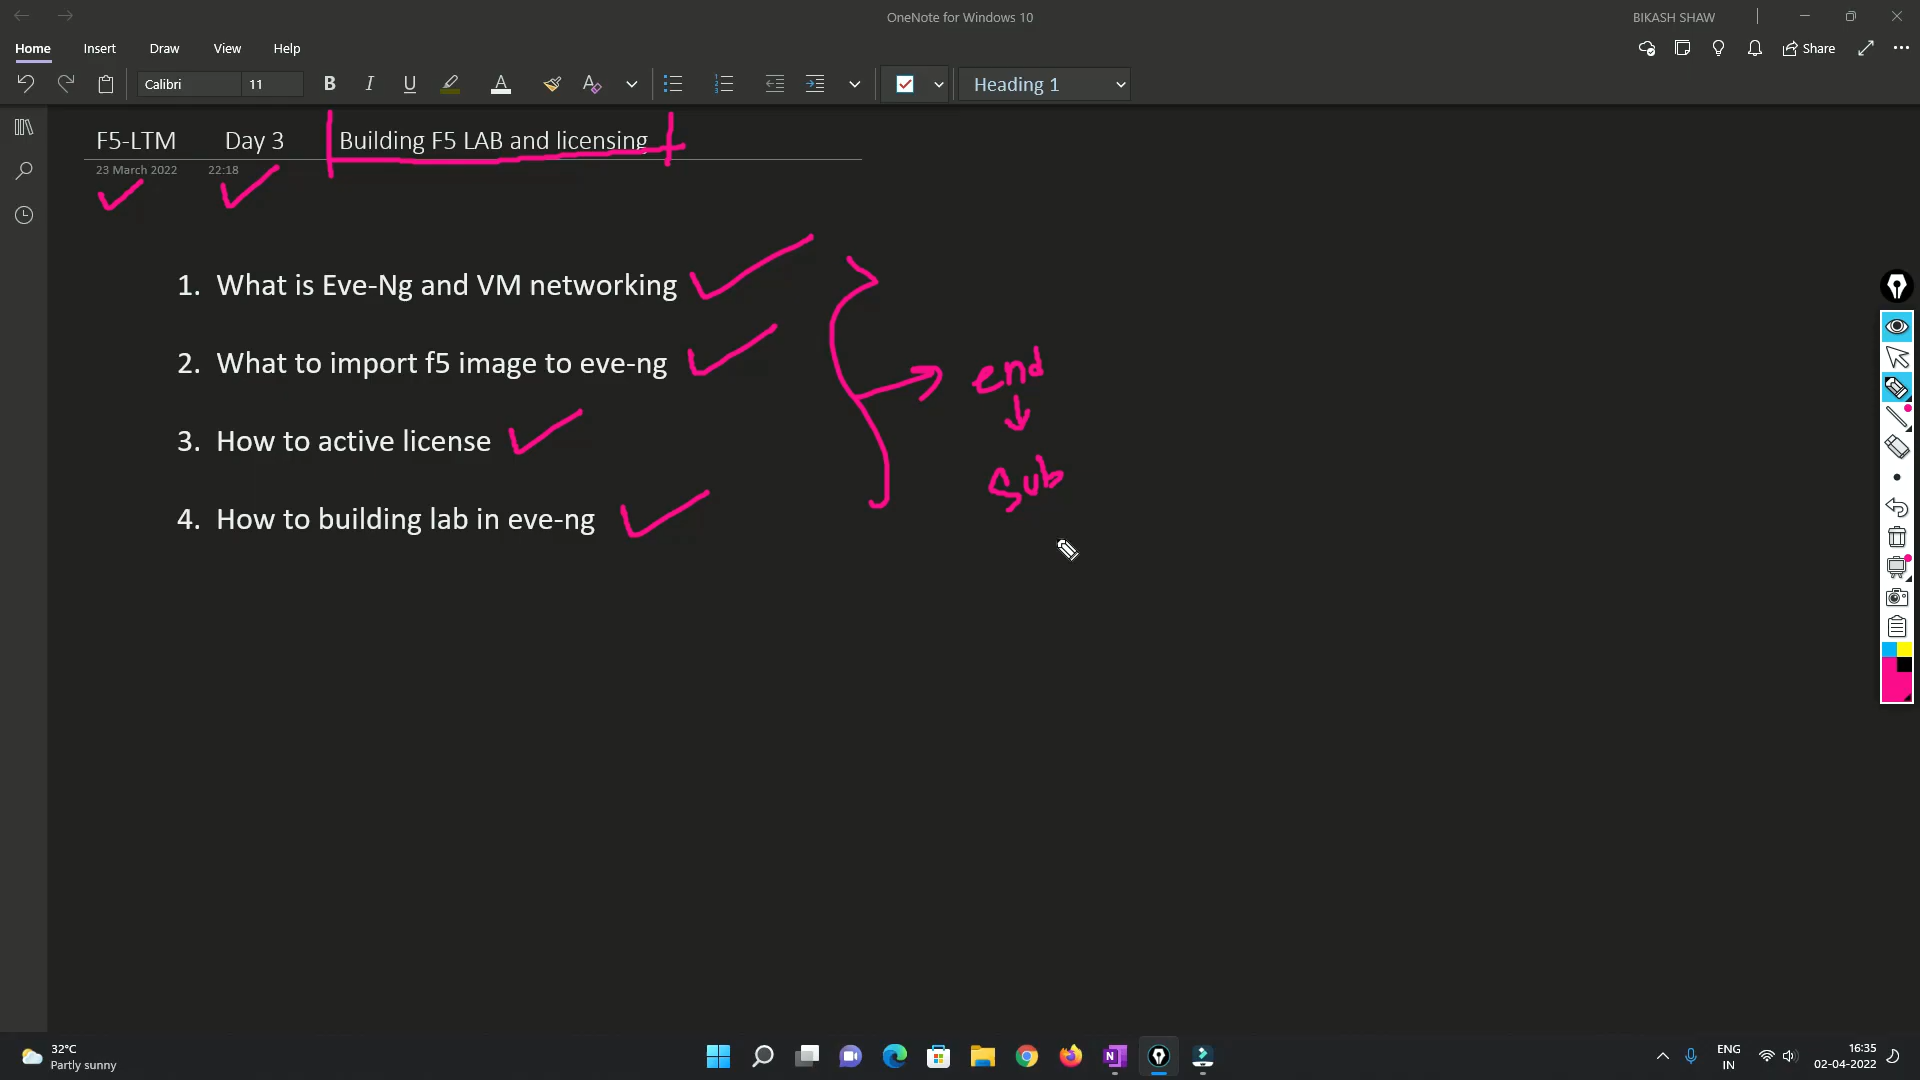 OneNote for Windows 10
BIKASH SHAW
Home Insert Draw View Help
Share
Calibri 11 B I U A A Heading 1
F5-LTM Day 3 Building F5 LAB and licensing
23 March 2022 22:18
1. What is Eve-Ng and VM networking
2. What to import f5 image to eve-ng
end
3. How to active license
Sub
4. How to building lab in eve-ng
32°C
Partly sunny
ENG
IN
16:35
02-04-2022